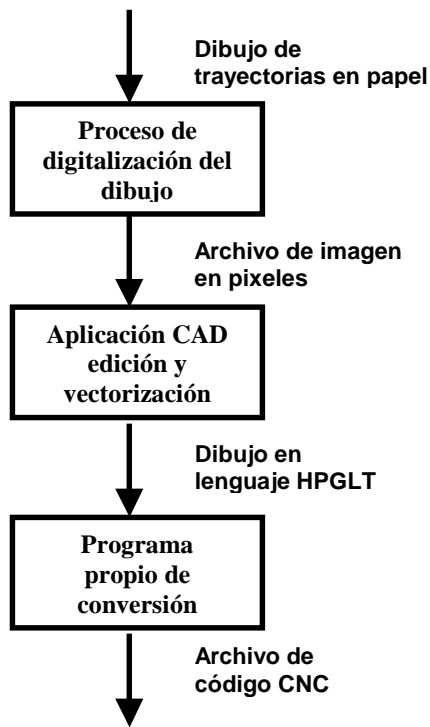 Dibujo de
trayectorias en papel
Proceso de
digitalización del
dibujo
Archivo de imagen
en pixeles
Aplicación CAD
edición y
vectorización
Dibujo en
lenguaje HPGLT
Programa
propio de
conversión
Archivo de
código CNC